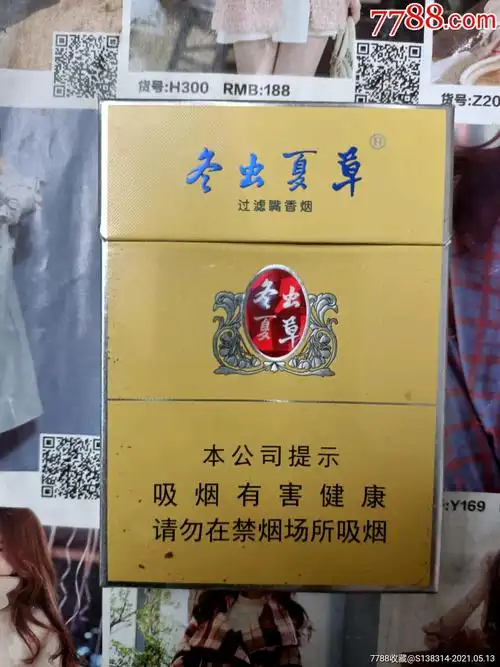 7788.com
货号:H300 RMB:188
货号:Z20
冬虫夏草®
过滤嘴香烟
冬虫
夏草
本公司提示
吸烟有害健康
请勿在禁烟场所吸烟
:Y169
7788收藏@S138314-2021.05.13